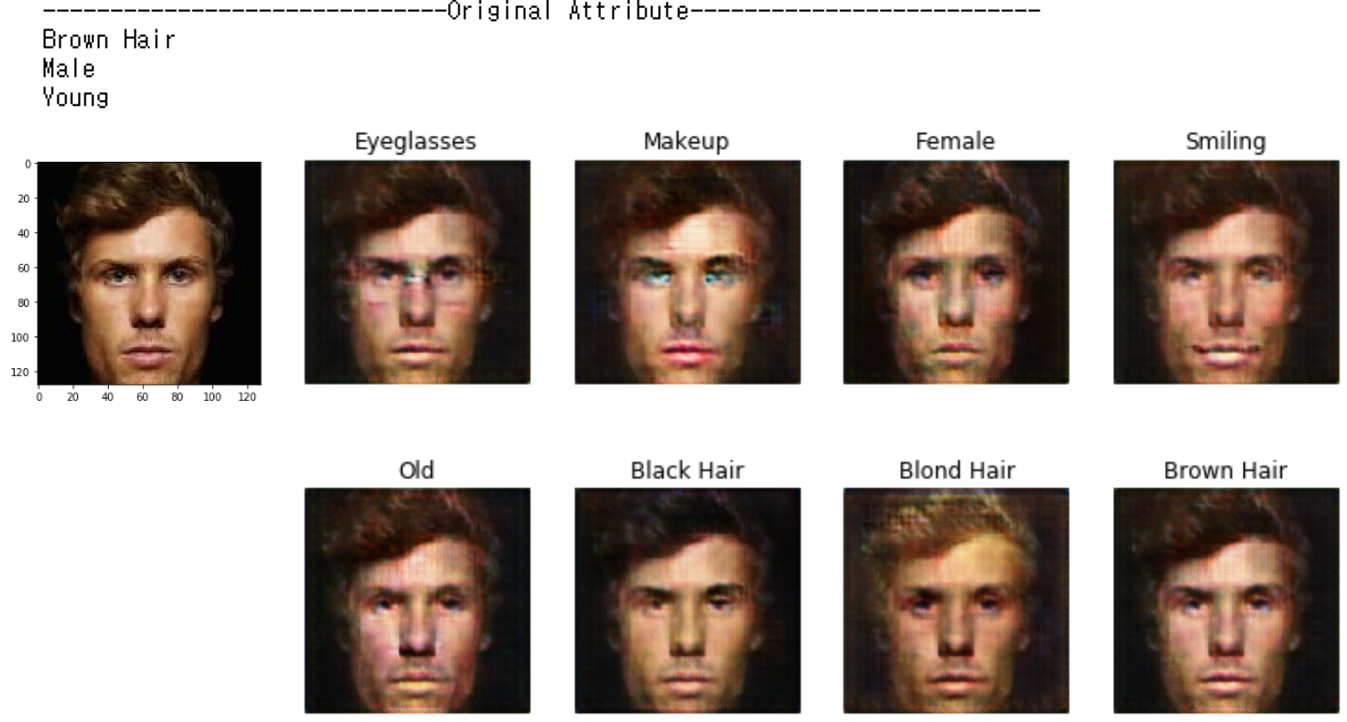 ------------------------------Original Attribute--------------------------
Brown Hair
Male
Young
Eyeglasses Makeup Female Smiling
0
20
40
60
80
100
120
0 20 40 60 80 100 120
Old Black Hair Blond Hair Brown Hair